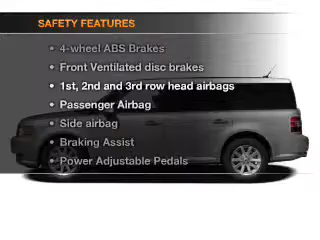 SAFETY FEATURES
• 4-wheel ABS Brakes
• Front Ventilated disc brakes
• 1st, 2nd and 3rd row head airbags
• Passenger Airbag
• Side airbag
• Braking Assist
• Power Adjustable Pedals